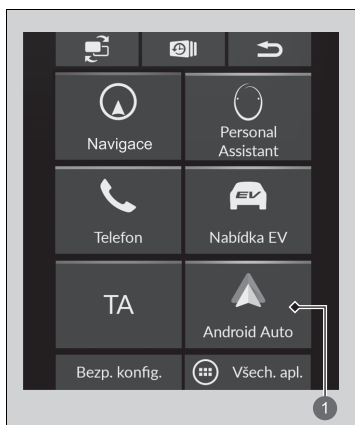 Navigace
Personal
Assistant
EV
Telefon
Nabídka EV
TA
Android Auto
Bezp. konfig.
Všech. apl.
1